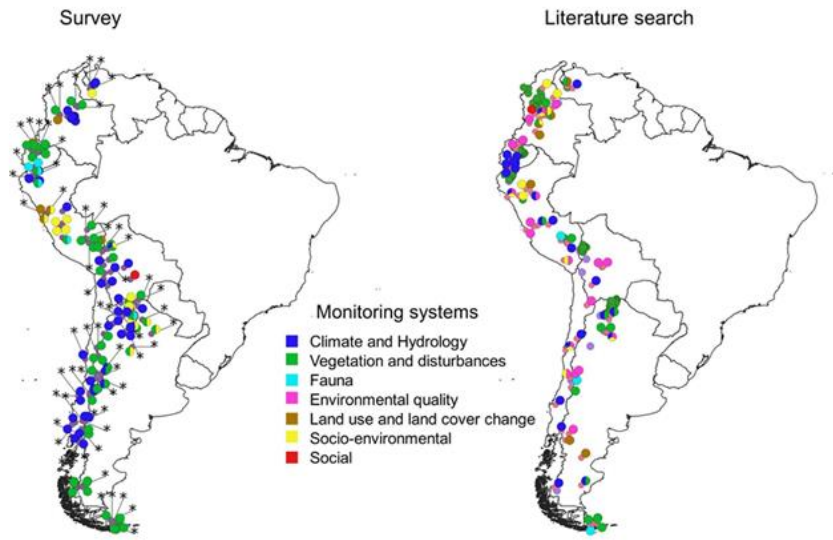 Survey
Literature search
Monitoring systems
Climate and Hydrology
Vegetation and disturbances
Fauna
Environmental quality
Land use and land cover change
Socio-environmental
Social